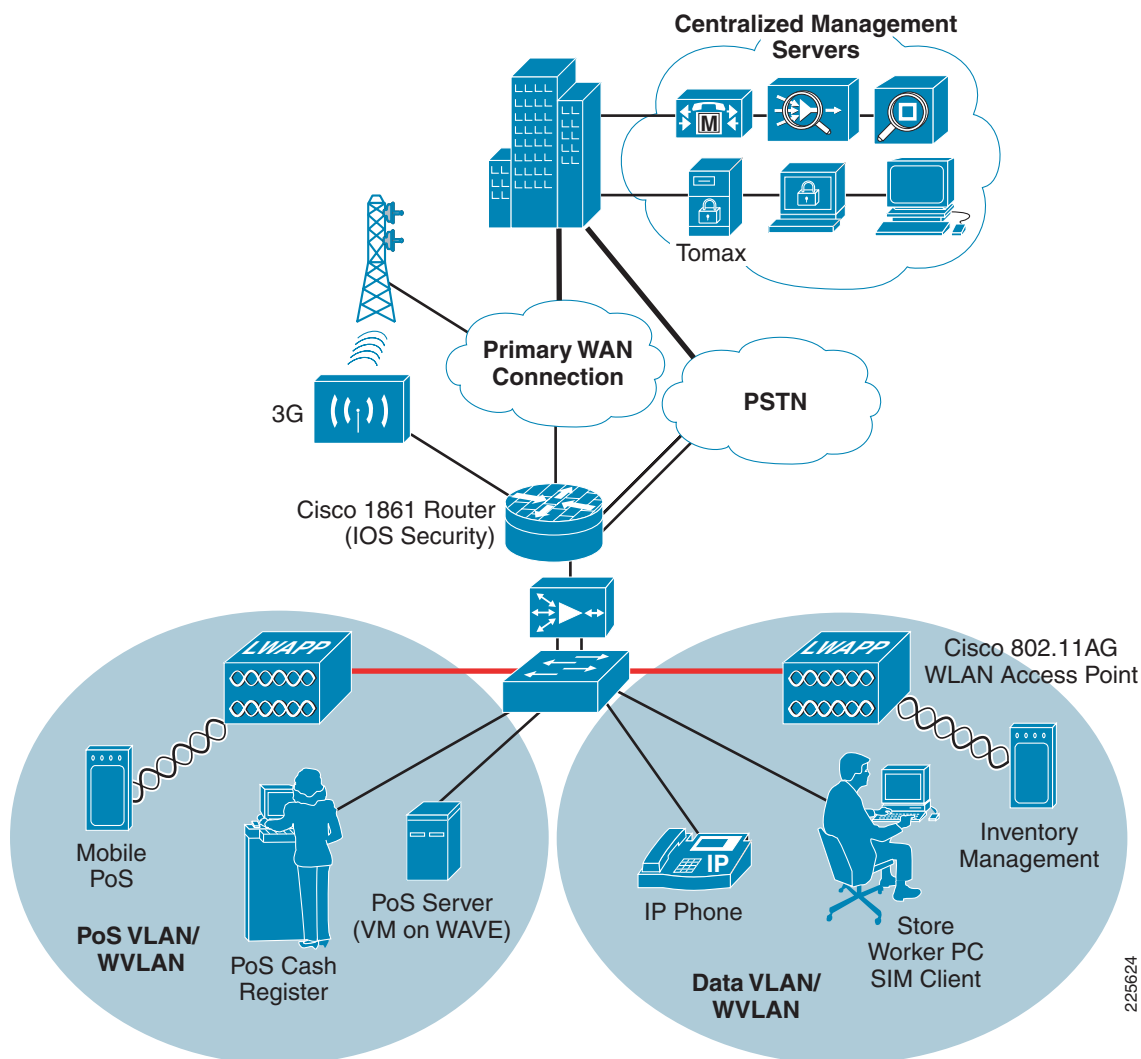 Centralized Management
Servers
M
Tomax
Primary WAN
Connection
PSTN
3G
Cisco 1861 Router
(IOS Security)
LWAPP
LWAPP
Cisco 802.11AG
WLAN Access Point
Mobile
PoS
PoS VLAN/
WVLAN
PoS Cash
Register
PoS Server
(VM on WAVE)
IP
IP Phone
Store
Worker PC
SIM Client
Inventory
Management
Data VLAN/
WVLAN
225624